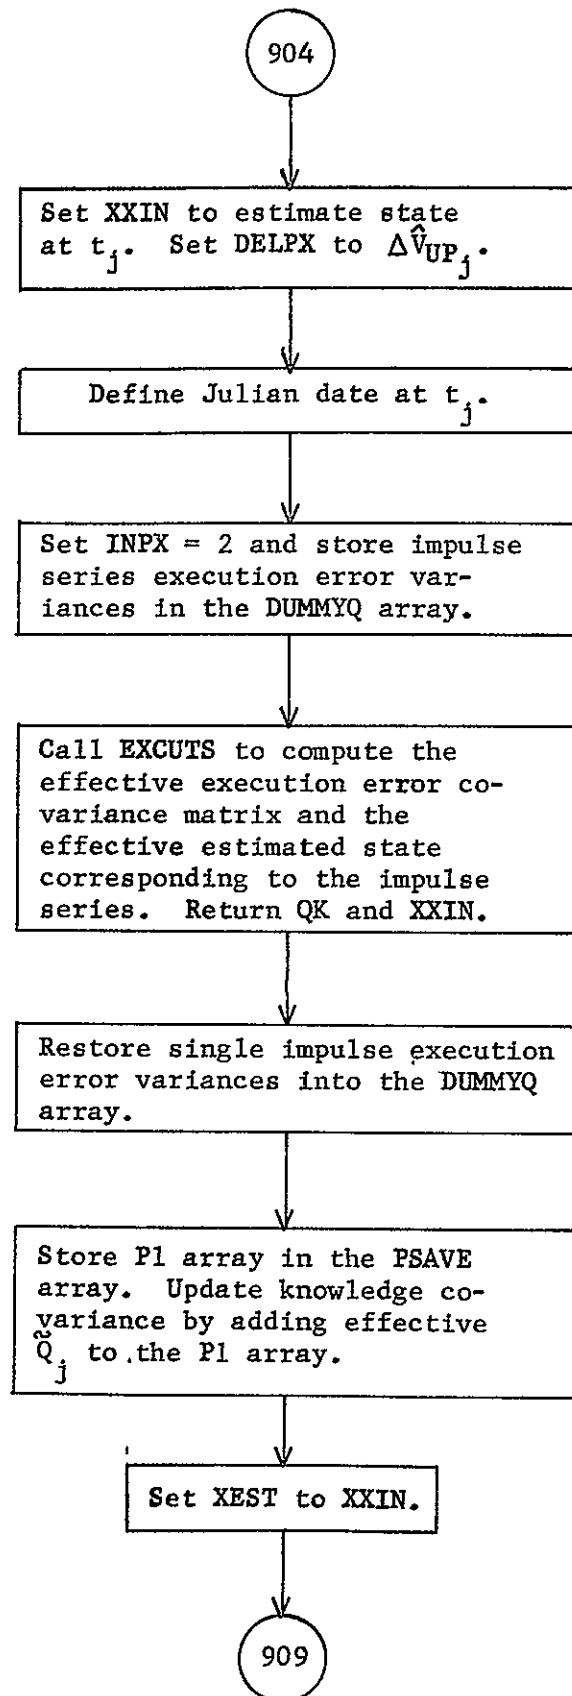 904
Set XXIN to estimate state
at t_j. Set DELPX to ΔV̂_UP_j.
Define Julian date at t_j.
Set INPX = 2 and store impulse
series execution error var-
iances in the DUMMYQ array.
Call EXCUTS to compute the
effective execution error co-
variance matrix and the
effective estimated state
corresponding to the impulse
series. Return QK and XXIN.
Restore single impulse execution
error variances into the DUMMYQ
array.
Store P1 array in the PSAVE
array. Update knowledge co-
variance by adding effective
Q̃_j to the P1 array.
Set XEST to XXIN.
909